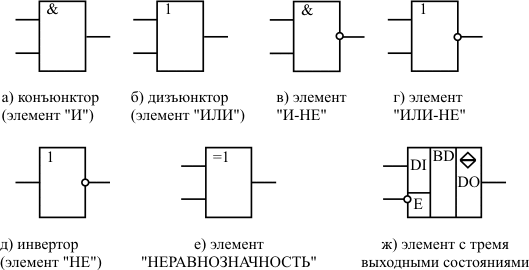 & 1 & 1
а) конъюнктор б) дизъюнктор в) элемент г) элемент
(элемент "И") (элемент "ИЛИ") "И-НЕ" "ИЛИ-НЕ"
1 =1 DI BD DO
E
д) инвертор е) элемент ж) элемент с тремя
(элемент "НЕ") "НЕРАВНОЗНАЧНОСТЬ" выходными состояниями